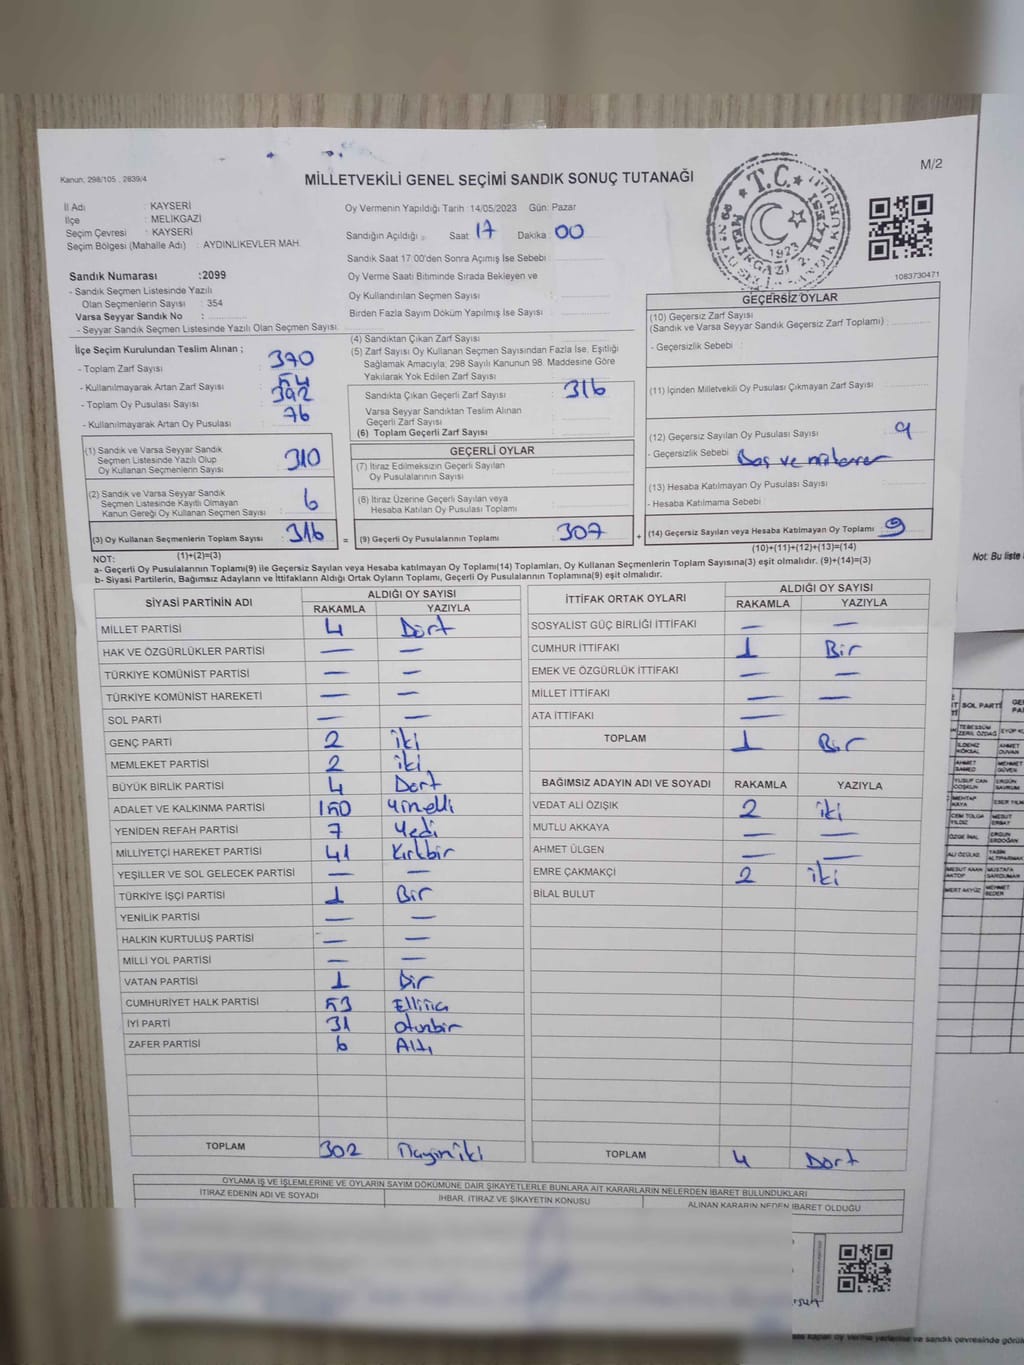 M/2
Kanun, 298/105 . 2839/4
MİLLETVEKİLİ GENEL SEÇİMİ SANDIK SONUÇ TUTANAĞI
T.C.
1923
MELİKGAZİ 2. İLÇESİ
1083730471
İl Adı : KAYSERİ
İlçe : MELİKGAZİ
Seçim Çevresi : KAYSERİ
Seçim Bölgesi (Mahalle Adı) : AYDINLIKEVLER MAH.
Oy Vermenin Yapıldığı Tarih :14/05/2023 Gün: Pazar
Sandığın Açıldığı : Saat 17 Dakika : 00
Sandık Saat 17:00'den Sonra Açımış İse Sebebi :
Oy Verme Saati Bitiminde Sırada Bekleyen ve
Oy Kullandırılan Seçmen Sayısı :
Birden Fazla Sayım Döküm Yapılmış İse Sayısı :
Sandık Numarası :2099
- Sandık Seçmen Listesinde Yazılı
Olan Seçmenlerin Sayısı : 354
Varsa Seyyar Sandık No :
- Seyyar Sandık Seçmen Listesinde Yazılı Olan Seçmen Sayısı:
İlçe Seçim Kurulundan Teslim Alınan ;
- Toplam Zarf Sayısı : 370
- Kullanılmayarak Artan Zarf Sayısı : 54
- Toplam Oy Pusulası Sayısı : 392
- Kullanılmayarak Artan Oy Pusulası : 76
(1) Sandık ve Varsa Seyyar Sandık
Seçmen Listesinde Yazılı Olup
Oy Kullanan Seçmenlerin Sayısı : 310
(2) Sandık ve Varsa Seyyar Sandık
Seçmen Listesinde Kayıtlı Olmayan
Kanun Gereği Oy Kullanan Seçmen Sayısı : 6
(3) Oy Kullanan Seçmenlerin Toplam Sayısı : 316 =
(4) Sandıktan Çıkan Zarf Sayısı :
(5) Zarf Sayısı Oy Kullanan Seçmen Sayısından Fazla İse, Eşitliği
Sağlamak Amacıyla; 298 Sayılı Kanunun 98. Maddesine Göre
Yakılarak Yok Edilen Zarf Sayısı :
Sandıkta Çıkan Geçerli Zarf Sayısı : 316
Varsa Seyyar Sandıktan Teslim Alınan
Geçerli Zarf Sayısı :
(6) Toplam Geçerli Zarf Sayısı :
GEÇERLİ OYLAR
(7) İtiraz Edilmeksizin Geçerli Sayılan
Oy Pusulalarının Sayısı :
(8) İtiraz Üzerine Geçerli Sayılan veya
Hesaba Katılan Oy Pusulası Toplamı :
(9) Geçerli Oy Pusulalarının Toplamı : 307 +
GEÇERSİZ OYLAR
(10) Geçersiz Zarf Sayısı
(Sandık ve Varsa Seyyar Sandık Geçersiz Zarf Toplamı) :
- Geçersizlik Sebebi :
(11) İçinden Milletvekili Oy Pusulası Çıkmayan Zarf Sayısı :
(12) Geçersiz Sayılan Oy Pusulası Sayısı : 9
- Geçersizlik Sebebi : Boş ve mükerrer
(13) Hesaba Katılmayan Oy Pusulası Sayısı :
- Hesaba Katılmama Sebebi :
(14) Geçersiz Sayılan veya Hesaba Katılmayan Oy Toplamı : 9
NOT: (1)+(2)=(3)
(10)+(11)+(12)+(13)=(14)
a- Geçerli Oy Pusulalarının Toplamı(9) ile Geçersiz Sayılan veya Hesaba katılmayan Oy Toplamı(14) Toplamları, Oy Kullanan Seçmenlerin Toplam Sayısına(3) eşit olmalıdır. (9)+(14)=(3)
b- Siyasi Partilerin, Bağımsız Adayların ve İttifakların Aldığı Ortak Oyların Toplamı, Geçerli Oy Pusulalarının Toplamına(9) eşit olmalıdır.
SİYASİ PARTİNİN ADI ALDIĞI OY SAYISI
RAKAMLA YAZIYLA
MİLLET PARTİSİ 4 Dört
HAK VE ÖZGÜRLÜKLER PARTİSİ — —
TÜRKİYE KOMÜNİST PARTİSİ — —
TÜRKİYE KOMÜNİST HAREKETİ — —
SOL PARTİ — —
GENÇ PARTİ 2 iki
MEMLEKET PARTİSİ 2 iki
BÜYÜK BİRLİK PARTİSİ 4 Dört
ADALET VE KALKINMA PARTİSİ 150 Yüzelli
YENİDEN REFAH PARTİSİ 7 Yedi
MİLLİYETÇİ HAREKET PARTİSİ 41 Kırkbir
YEŞİLLER VE SOL GELECEK PARTİSİ — —
TÜRKİYE İŞÇİ PARTİSİ 1 Bir
YENİLİK PARTİSİ — —
HALKIN KURTULUŞ PARTİSİ — —
MİLLİ YOL PARTİSİ — —
VATAN PARTİSİ 1 Bir
CUMHURİYET HALK PARTİSİ 53 Elliüç
İYİ PARTİ 31 otuzbir
ZAFER PARTİSİ 6 Altı
TOPLAM 302
İTTİFAK ORTAK OYLARI ALDIĞI OY SAYISI
RAKAMLA YAZIYLA
SOSYALİST GÜÇ BİRLİĞİ İTTİFAKI — —
CUMHUR İTTİFAKI 1 Bir
EMEK VE ÖZGÜRLÜK İTTİFAKI — —
MİLLET İTTİFAKI — —
ATA İTTİFAKI —
TOPLAM 1 Bir
BAĞIMSIZ ADAYIN ADI VE SOYADI RAKAMLA YAZIYLA
VEDAT ALİ ÖZIŞIK 2 iki
MUTLU AKKAYA — —
AHMET ÜLGEN — —
EMRE ÇAKMAKÇI 2 iki
BİLAL BULUT
TOPLAM 4 Dört
OYLAMA İŞ VE İŞLEMLERİNE VE OYLARIN SAYIM DÖKÜMÜNE DAİR ŞİKAYETLERLE BUNLARA AİT KARARLARIN NELERDEN İBARET BULUNDUKLARI
İTİRAZ EDENİN ADI VE SOYADI İHBAR, İTİRAZ VE ŞİKAYETİN KONUSU ALINAN KARARIN NEDEN İBARET OLDUĞU
Not: Bu liste
SOL PARTİ